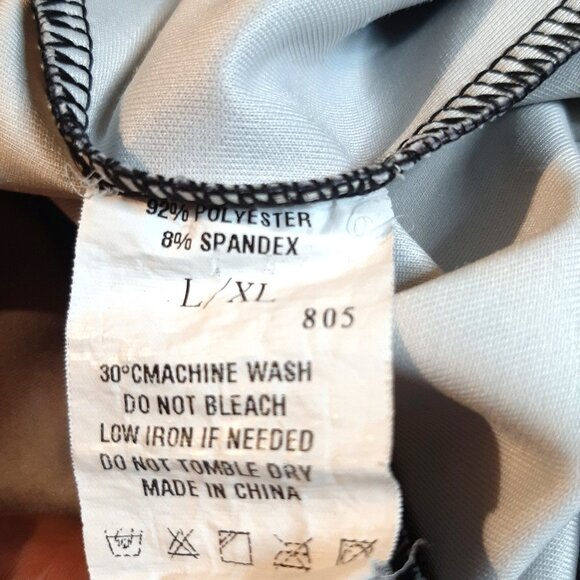 92% POLYESTER
8% SPANDEX
L/XL
805
30°CMACHINE WASH
DO NOT BLEACH
LOW IRON IF NEEDED
DO NOT TOMBLE DRY
MADE IN CHINA